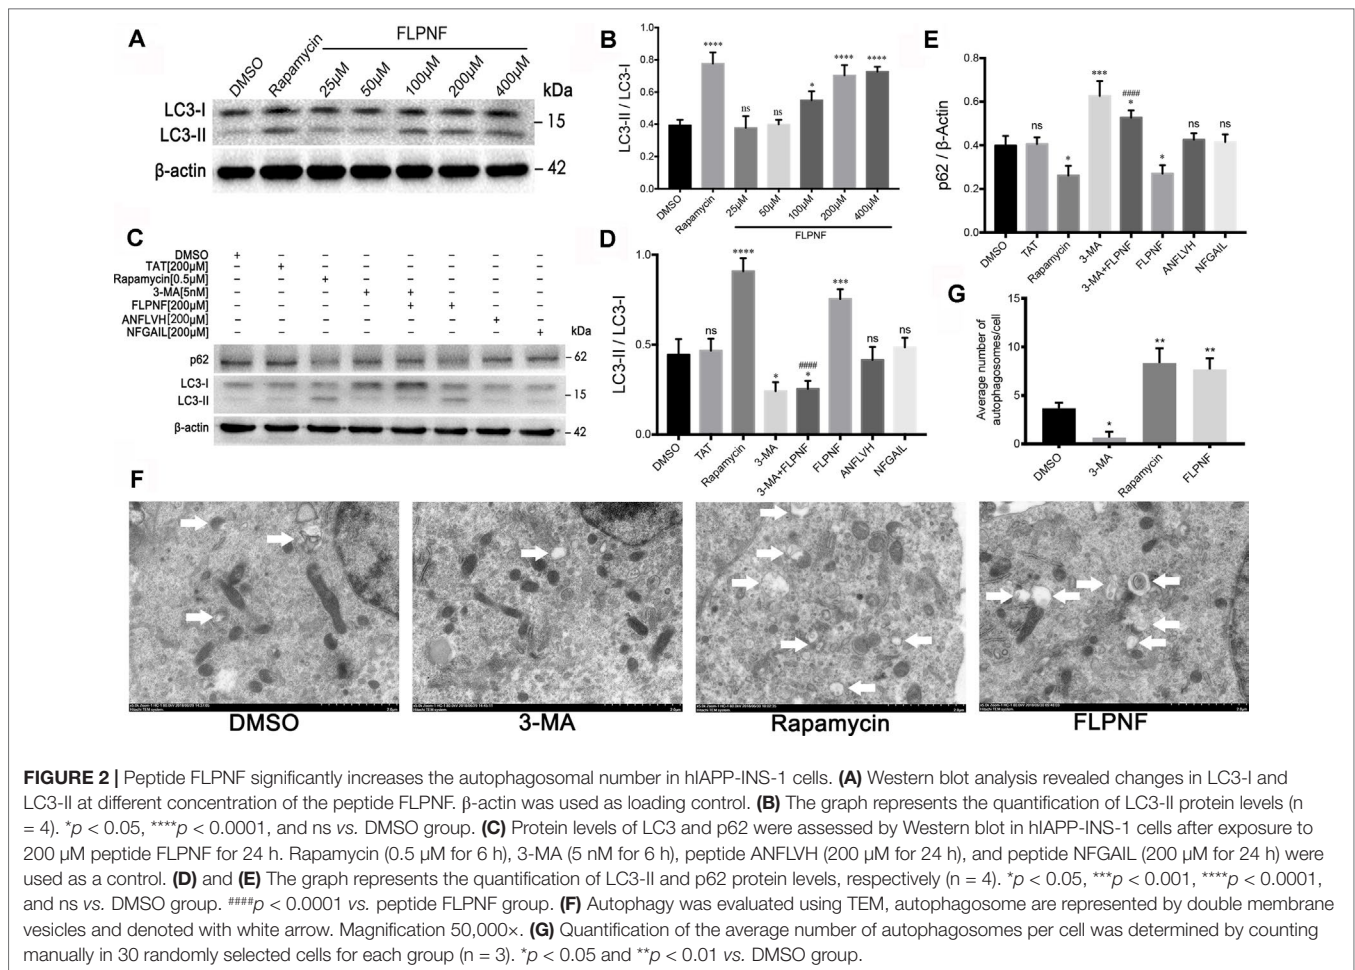 A
FLPNF
DMSO
Rapamycin
25µM
50µM
100µM
200µM
400µM
kDa
LC3-I
LC3-II
β-actin
15
42
B
LC3-II / LC3-I
1.0
0.8
0.6
0.4
0.2
0.0
****
ns
ns
*
****
****
DMSO
Rapamycin
25µM
50µM
100µM
200µM
400µM
FLPNF
E
p62 / β-Actin
0.8
0.6
0.4
0.2
0.0
ns
*
***
####
*
*
ns
ns
DMSO
TAT
Rapamycin
3-MA
3-MA+FLPNF
FLPNF
ANFLVH
NFGAIL
C
DMSO + – – – – – – –
TAT[200µM] – + – – – – – –
Rapamycin[0.5µM] – – + – – – – –
3-MA[5nM] – – – + + – – –
FLPNF[200µM] – – – – + + – –
ANFLVH[200µM] – – – – – – + –
NFGAIL[200µM] – – – – – – – +
kDa
p62
LC3-I
LC3-II
β-actin
62
15
42
D
LC3-II / LC3-I
1.0
0.5
0.0
ns
****
*
####
*
***
ns
ns
DMSO
TAT
Rapamycin
3-MA
3-MA+FLPNF
FLPNF
ANFLVH
NFGAIL
G
Average number of
autophagosomes/cell
15
10
5
0
*
**
**
DMSO
3-MA
Rapamycin
FLPNF
F
DMSO
3-MA
Rapamycin
FLPNF
FIGURE 2 | Peptide FLPNF significantly increases the autophagosomal number in hIAPP-INS-1 cells. (A) Western blot analysis revealed changes in LC3-I and
LC3-II at different concentration of the peptide FLPNF. β-actin was used as loading control. (B) The graph represents the quantification of LC3-II protein levels (n
= 4). *p < 0.05, ****p < 0.0001, and ns vs. DMSO group. (C) Protein levels of LC3 and p62 were assessed by Western blot in hIAPP-INS-1 cells after exposure to
200 µM peptide FLPNF for 24 h. Rapamycin (0.5 µM for 6 h), 3-MA (5 nM for 6 h), peptide ANFLVH (200 µM for 24 h), and peptide NFGAIL (200 µM for 24 h) were
used as a control. (D) and (E) The graph represents the quantification of LC3-II and p62 protein levels, respectively (n = 4). *p < 0.05, ***p < 0.001, ****p < 0.0001,
and ns vs. DMSO group. ####p < 0.0001 vs. peptide FLPNF group. (F) Autophagy was evaluated using TEM, autophagosome are represented by double membrane
vesicles and denoted with white arrow. Magnification 50,000×. (G) Quantification of the average number of autophagosomes per cell was determined by counting
manually in 30 randomly selected cells for each group (n = 3). *p < 0.05 and **p < 0.01 vs. DMSO group.